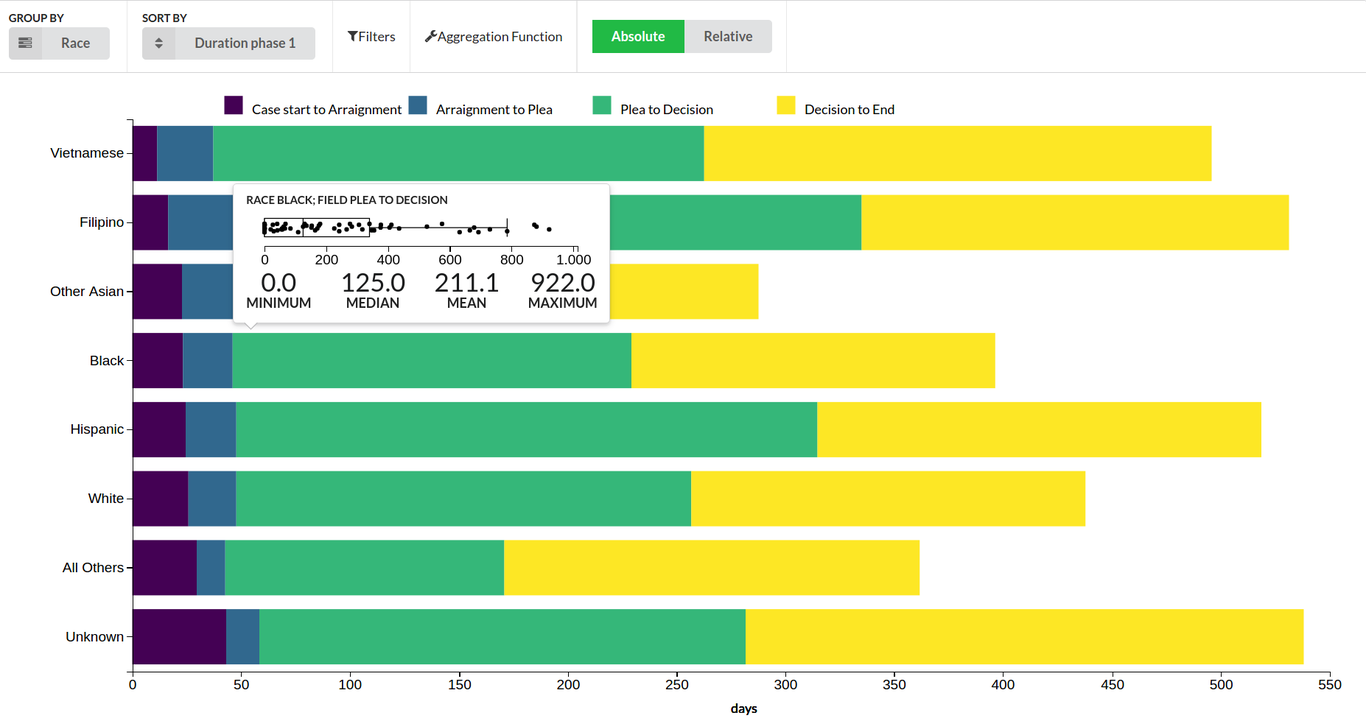 GROUP BY
Race
SORT BY
Duration phase 1
Filters
Aggregation Function
Absolute
Relative
Case start to Arraignment
Arraignment to Plea
Plea to Decision
Decision to End
Vietnamese
Filipino
Other Asian
Black
Hispanic
White
All Others
Unknown
RACE BLACK; FIELD PLEA TO DECISION
0 200 400 600 800 1.000
0.0 125.0 211.1 922.0
MINIMUM MEDIAN MEAN MAXIMUM
0 50 100 150 200 250 300 350 400 450 500 550
days